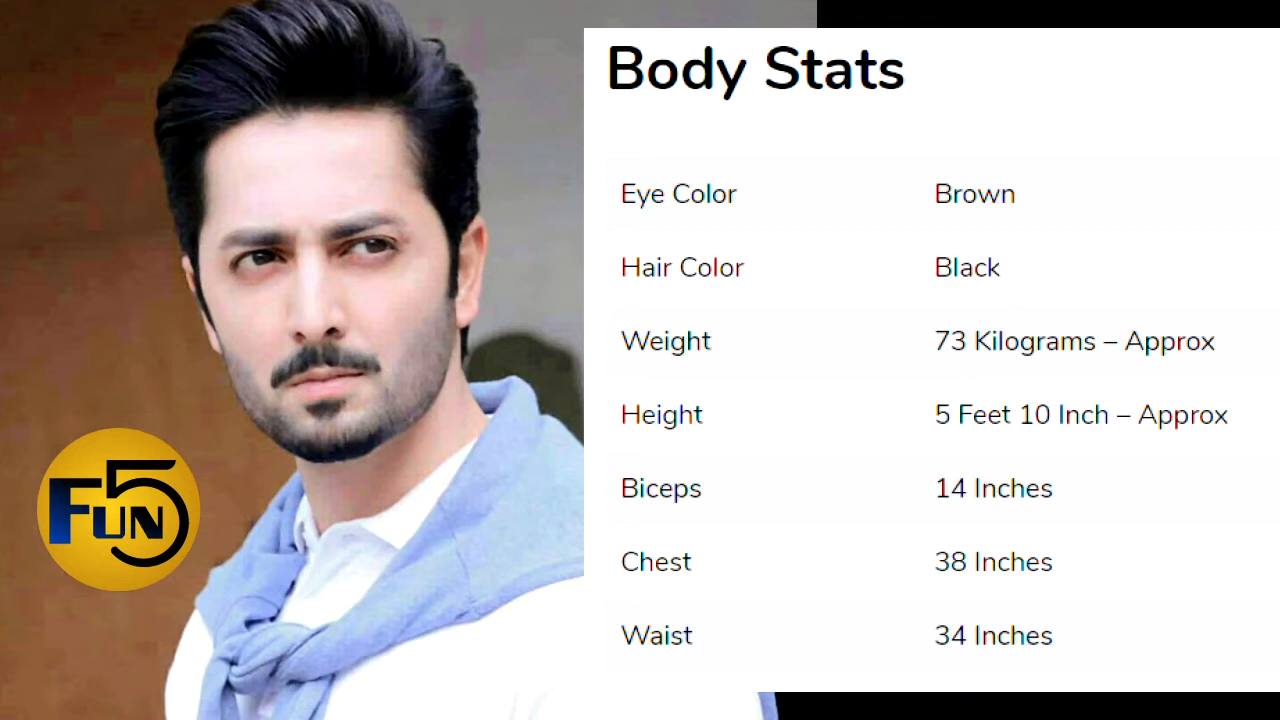 Body Stats
Eye Color Brown
Hair Color Black
Weight 73 Kilograms – Approx
Height 5 Feet 10 Inch – Approx
Biceps 14 Inches
Chest 38 Inches
Waist 34 Inches
FUN 5